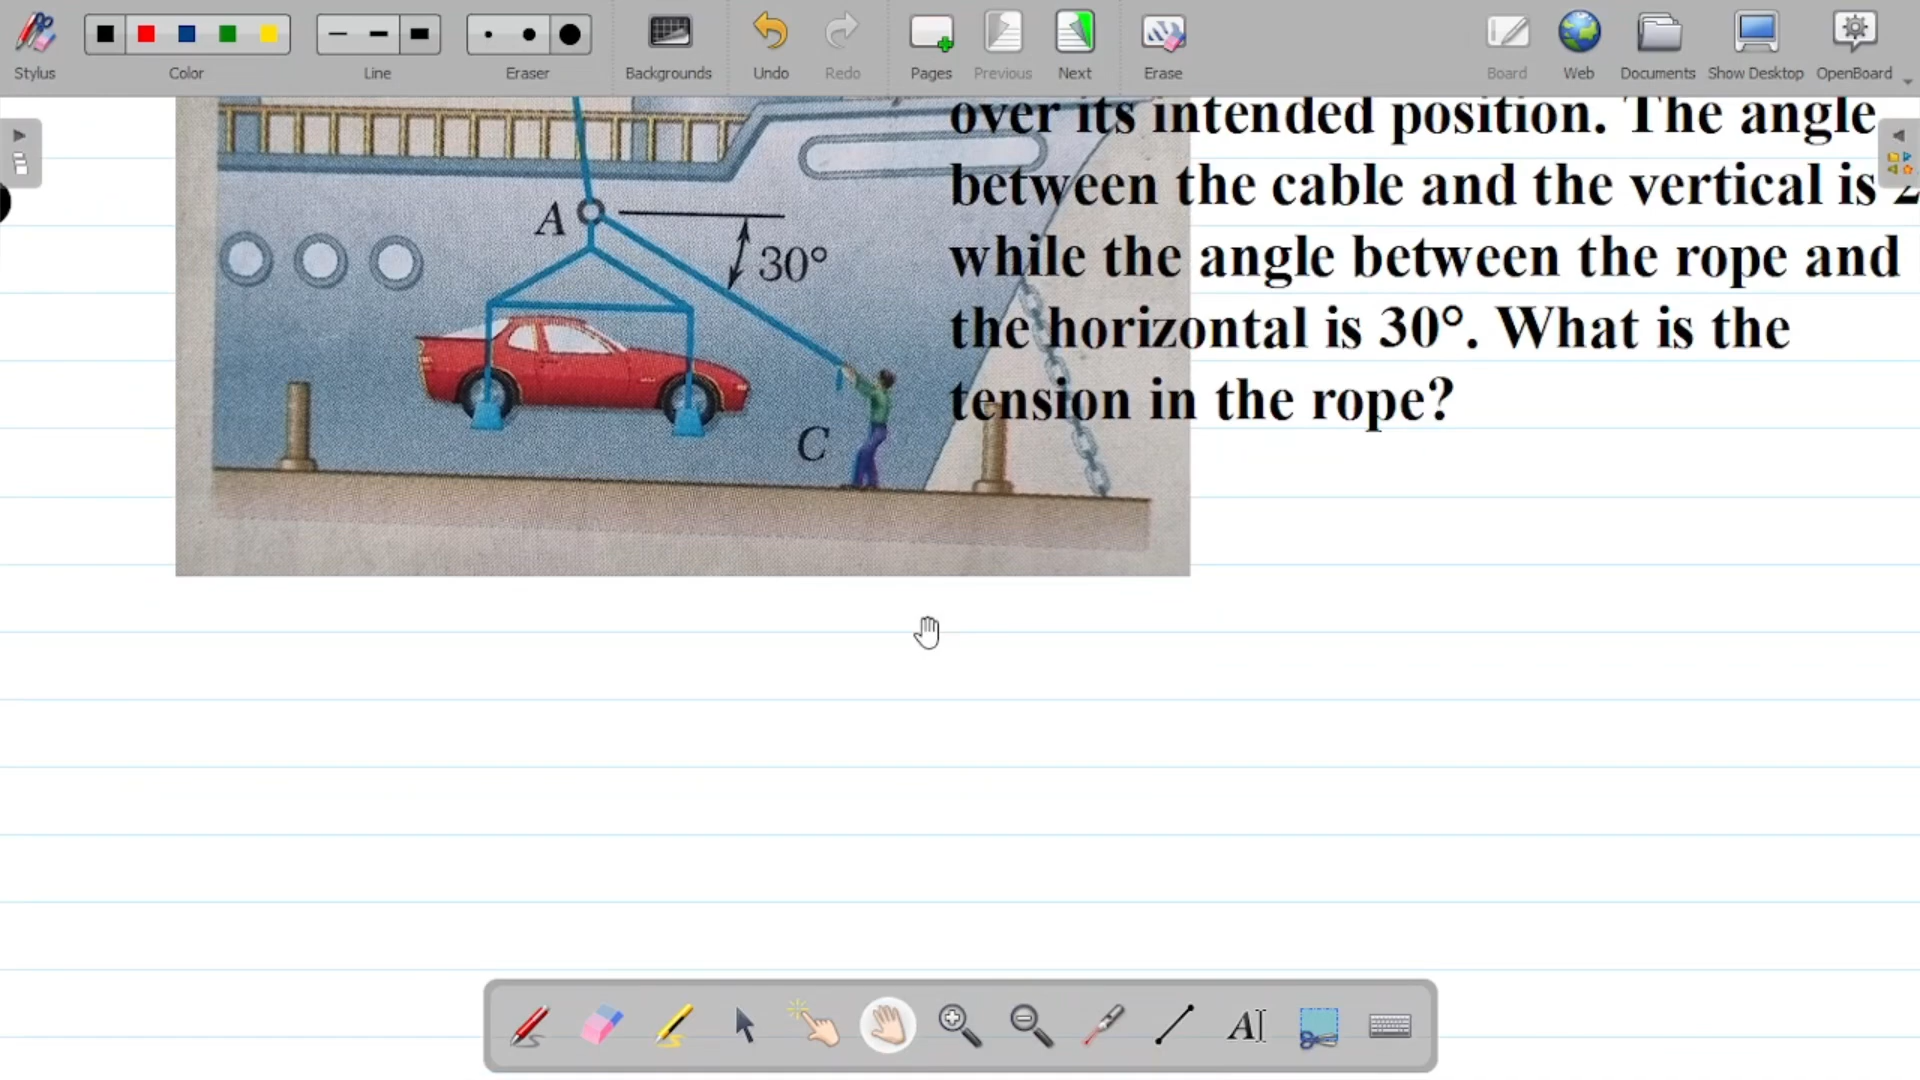 Stylus
Color
Line
Eraser
Backgrounds
Undo
Redo
Pages
Previous
Next
Erase
Board
Web
Documents
Show Desktop
OpenBoard
over its intended position. The angle
between the cable and the vertical is
while the angle between the rope and
the horizontal is 30°. What is the
tension in the rope?
A
30°
C